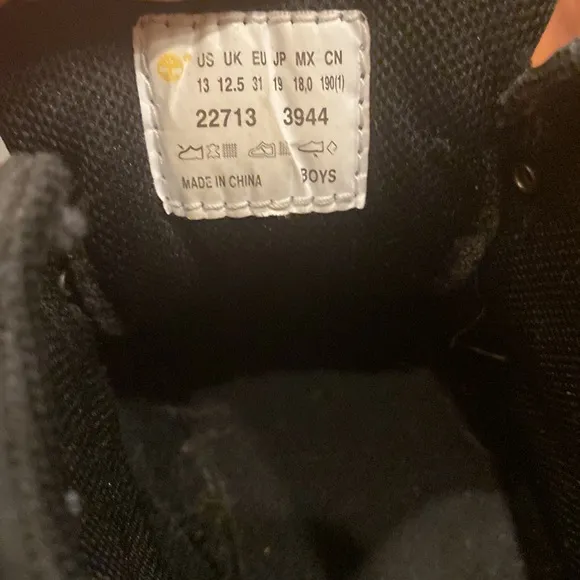 US UK EU JP MX CN
13 12.5 31 19 18,0 190(1)
22713 3944
MADE IN CHINA BOYS